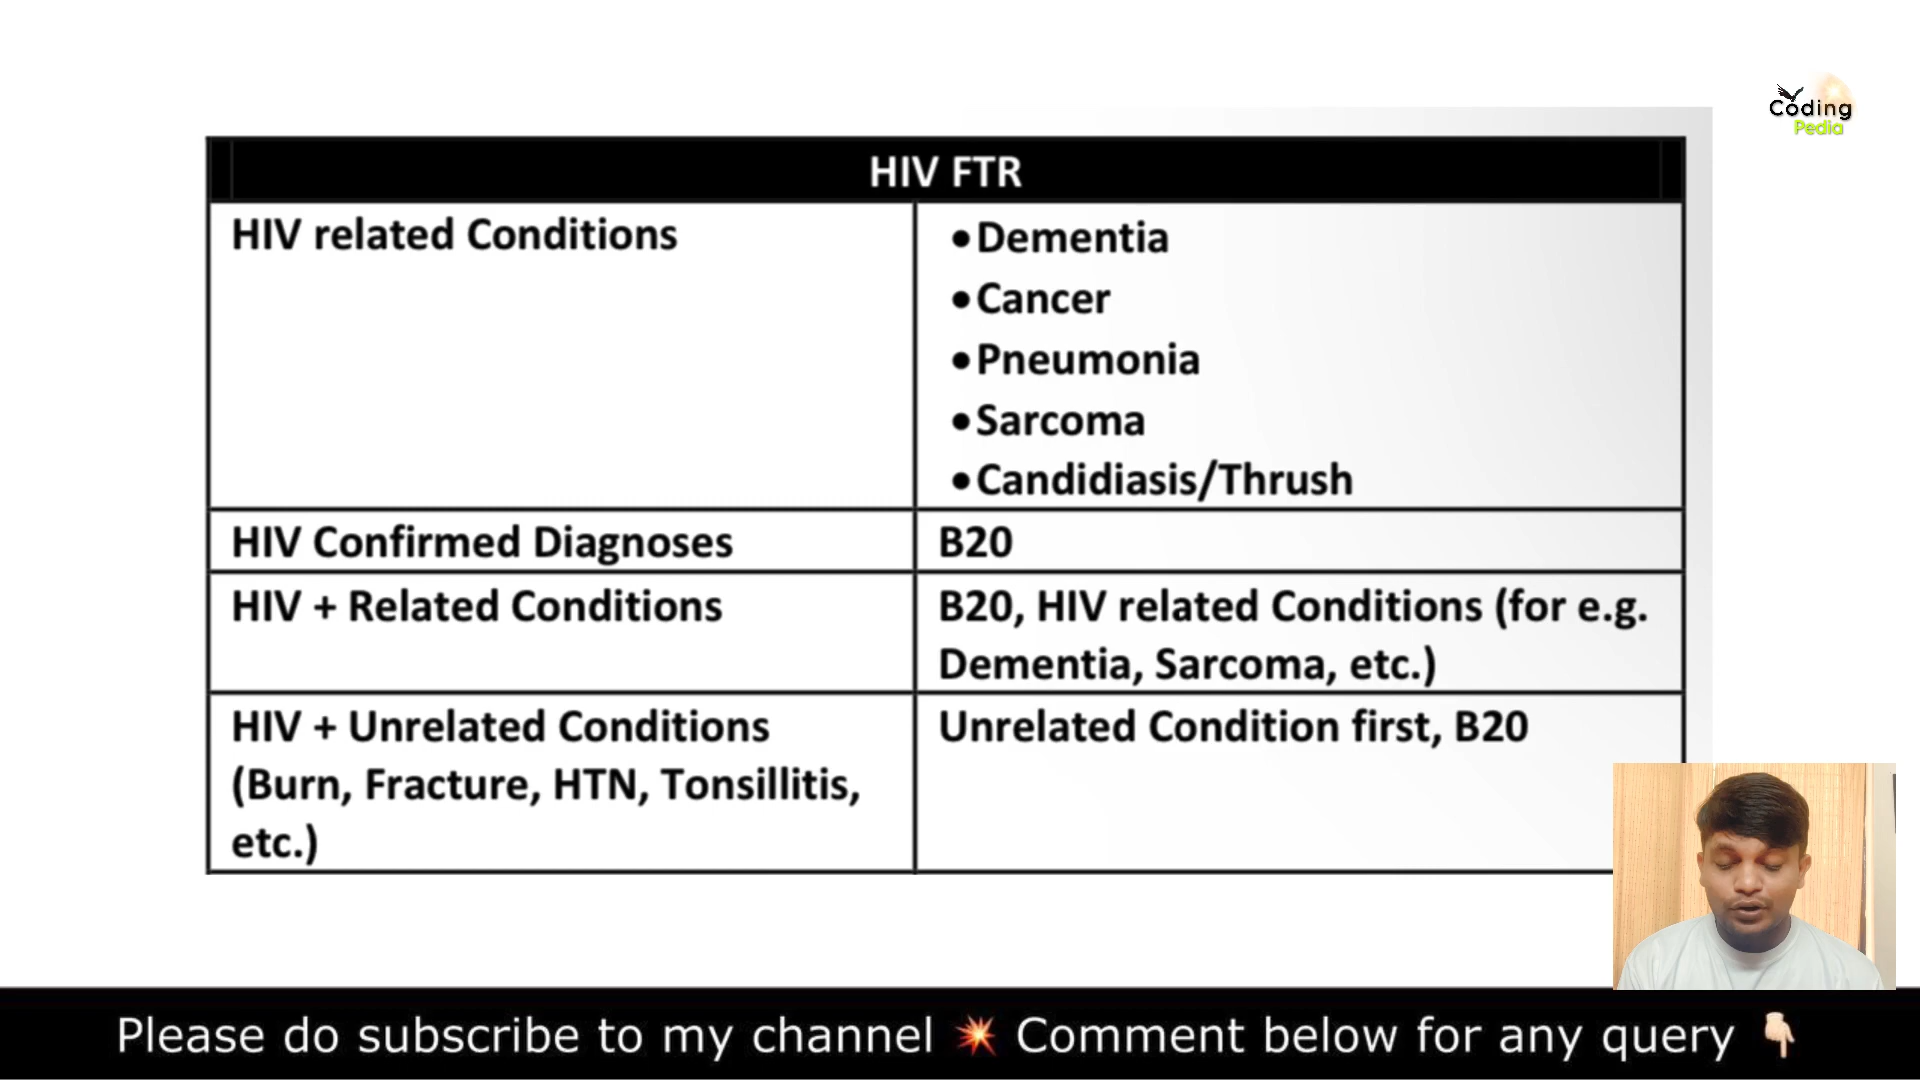 Coding
Pedia
HIV FTR
HIV related Conditions
•Dementia
•Cancer
•Pneumonia
•Sarcoma
•Candidiasis/Thrush
HIV Confirmed Diagnoses
B20
HIV + Related Conditions
B20, HIV related Conditions (for e.g.
Dementia, Sarcoma, etc.)
HIV + Unrelated Conditions
(Burn, Fracture, HTN, Tonsillitis,
etc.)
Unrelated Condition first, B20
Please do subscribe to my channel 💥 Comment below for any query 👇🏻